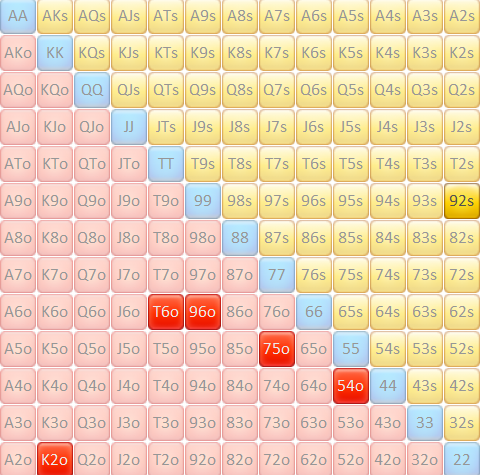 AA AKs AQs AJs ATs A9s A8s A7s A6s A5s A4s A3s A2s
AKo KK KQs KJs KTs K9s K8s K7s K6s K5s K4s K3s K2s
AQo KQo QQ QJs QTs Q9s Q8s Q7s Q6s Q5s Q4s Q3s Q2s
AJo KJo QJo JJ JTs J9s J8s J7s J6s J5s J4s J3s J2s
ATo KTo QTo JTo TT T9s T8s T7s T6s T5s T4s T3s T2s
A9o K9o Q9o J9o T9o 99 98s 97s 96s 95s 94s 93s 92s
A8o K8o Q8o J8o T8o 98o 88 87s 86s 85s 84s 83s 82s
A7o K7o Q7o J7o T7o 97o 87o 77 76s 75s 74s 73s 72s
A6o K6o Q6o J6o T6o 96o 86o 76o 66 65s 64s 63s 62s
A5o K5o Q5o J5o T5o 95o 85o 75o 65o 55 54s 53s 52s
A4o K4o Q4o J4o T4o 94o 84o 74o 64o 54o 44 43s 42s
A3o K3o Q3o J3o T3o 93o 83o 73o 63o 53o 43o 33 32s
A2o K2o Q2o J2o T2o 92o 82o 72o 62o 52o 42o 32o 22